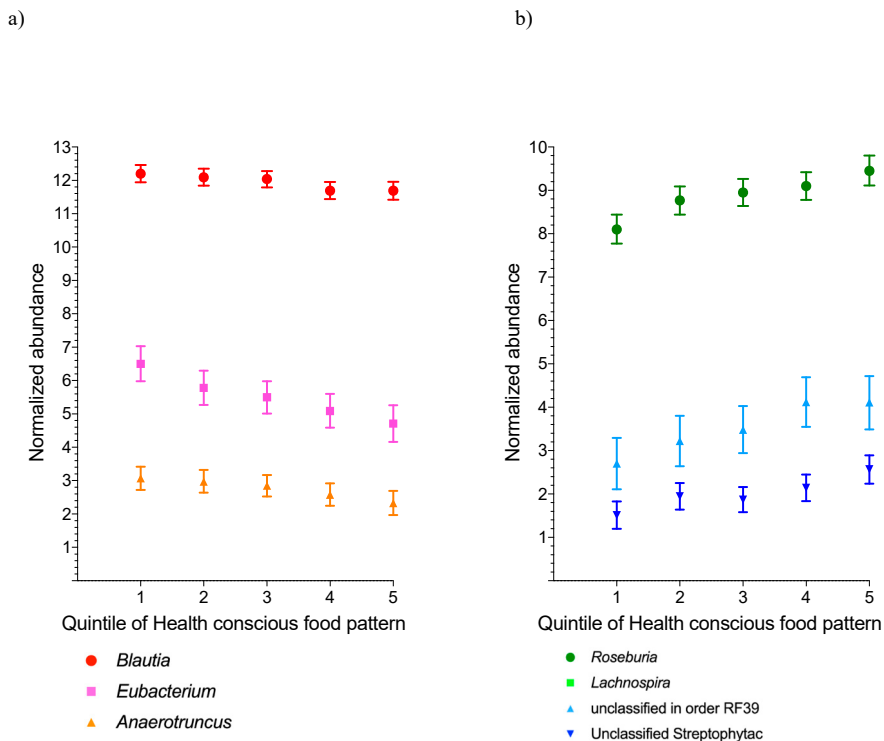 a)
b)
13
12
11
10
9
8
7
6
5
4
3
2
1
Normalized abundance
1 2 3 4 5
Quintile of Health conscious food pattern
Blautia
Eubacterium
Anaerotruncus
10
9
8
7
6
5
4
3
2
1
Normalized abundance
1 2 3 4 5
Quintile of Health conscious food pattern
Roseburia
Lachnospira
unclassified in order RF39
Unclassified Streptophytac